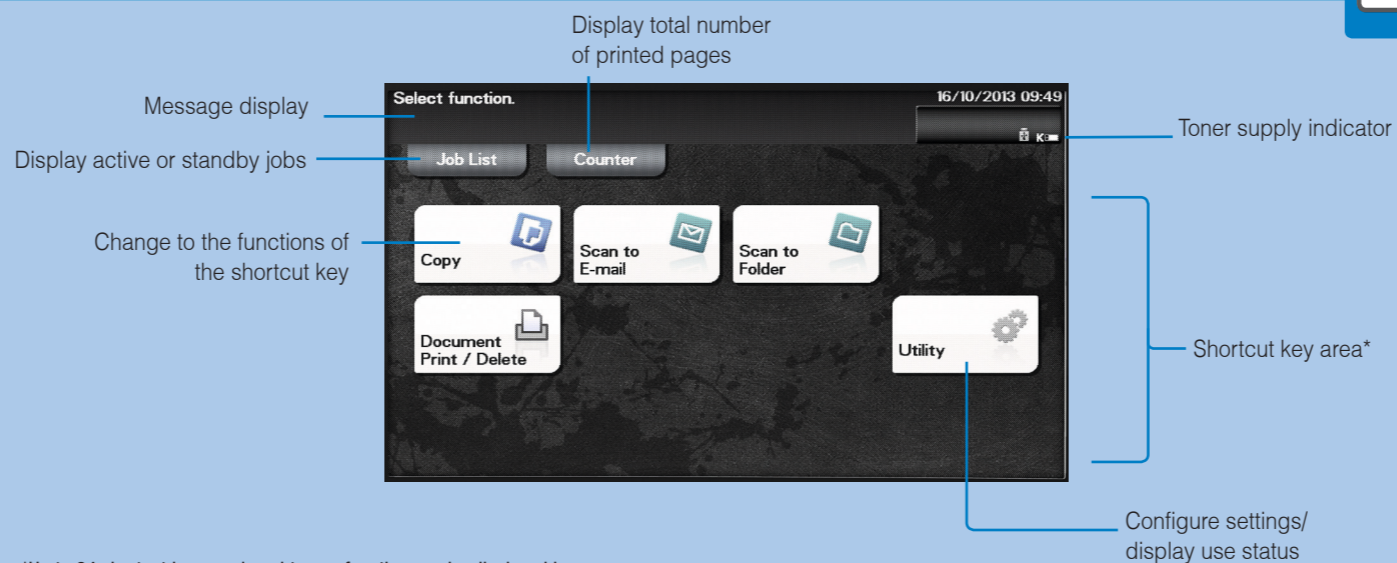 Display total number
of printed pages
Message display
Select function.
16/10/2013 09:49
Toner supply indicator
K
Display active or standby jobs
Job List
Counter
Change to the functions of
the shortcut key
Copy
Scan to
E-mail
Scan to
Folder
Document
Print / Delete
Utility
Shortcut key area*
Configure settings/
display use status